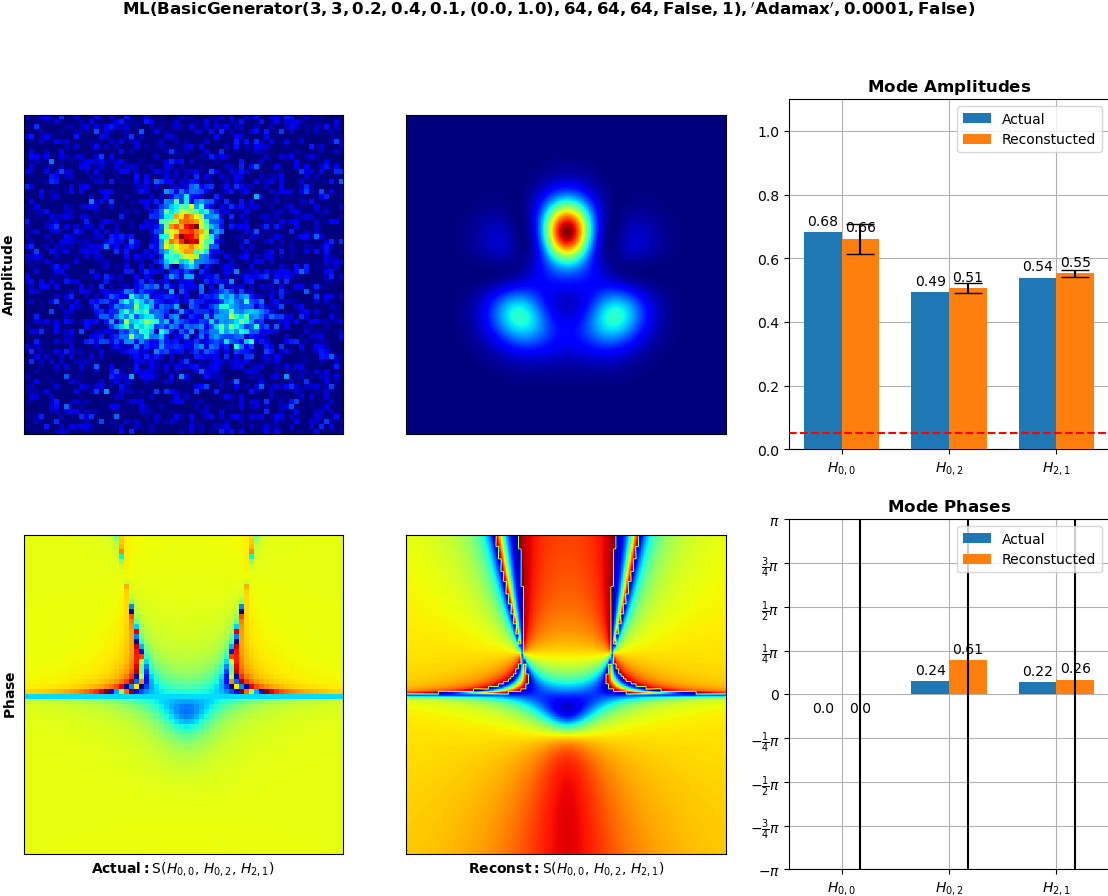 ML(BasicGenerator(3, 3, 0.2, 0.4, 0.1, (0.0, 1.0), 64, 64, 64, False, 1), ′Adamax′, 0.0001, False)
Amplitude
Mode Amplitudes
Actual
Reconstucted
1.0
0.8
0.6
0.4
0.2
0.0
0.68
0.66
0.49
0.51
0.54
0.55
H0,0
H0,2
H2,1
Phase
Actual: S(H0,0, H0,2, H2,1)
Reconst: S(H0,0, H0,2, H2,1)
Mode Phases
Actual
Reconstucted
π
3/4π
1/2π
1/4π
0
−1/4π
−1/2π
−3/4π
−π
0.0
0.0
0.24
0.61
0.22
0.26
H0,0
H0,2
H2,1